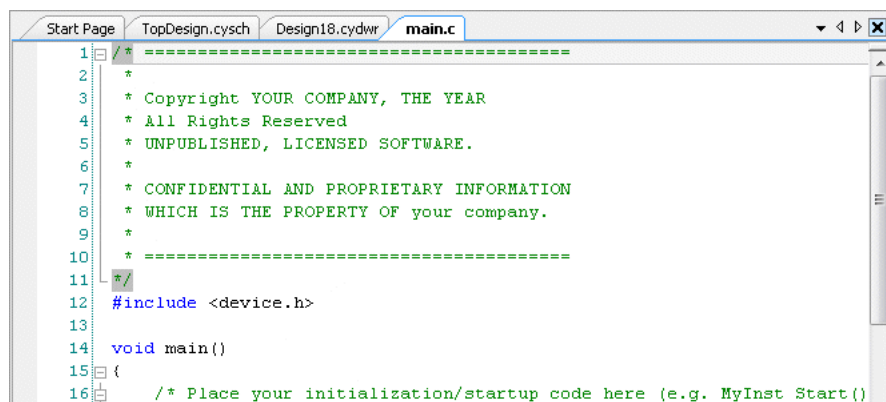 Start Page TopDesign.cysch Design18.cydwr main.c
1 /* ========================================
2 *
3 * Copyright YOUR COMPANY, THE YEAR
4 * All Rights Reserved
5 * UNPUBLISHED, LICENSED SOFTWARE.
6 *
7 * CONFIDENTIAL AND PROPRIETARY INFORMATION
8 * WHICH IS THE PROPERTY OF your company.
9 *
10 * ========================================
11 */
12 #include <device.h>
13
14 void main()
15 {
16 /* Place your initialization/startup code here (e.g. MyInst Start()